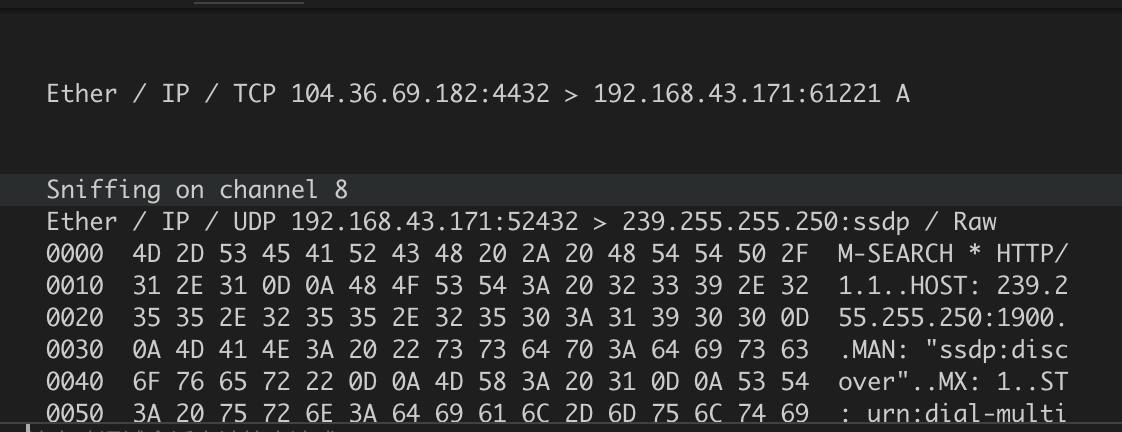 Ether / IP / TCP 104.36.69.182:4432 > 192.168.43.171:61221 A
Sniffing on channel 8
Ether / IP / UDP 192.168.43.171:52432 > 239.255.255.250:ssdp / Raw
0000  4D 2D 53 45 41 52 43 48 20 2A 20 48 54 54 50 2F  M-SEARCH * HTTP/
0010  31 2E 31 0D 0A 48 4F 53 54 3A 20 32 33 39 2E 32  1.1..HOST: 239.2
0020  35 35 2E 32 35 35 2E 32 35 30 3A 31 39 30 30 0D  55.255.250:1900.
0030  0A 4D 41 4E 3A 20 22 73 73 64 70 3A 64 69 73 63  .MAN: "ssdp:disc
0040  6F 76 65 72 22 0D 0A 4D 58 3A 20 31 0D 0A 53 54  over"..MX: 1..ST
0050  3A 20 75 72 6E 3A 64 69 61 6C 2D 6D 75 6C 74 69  : urn:dial-multi